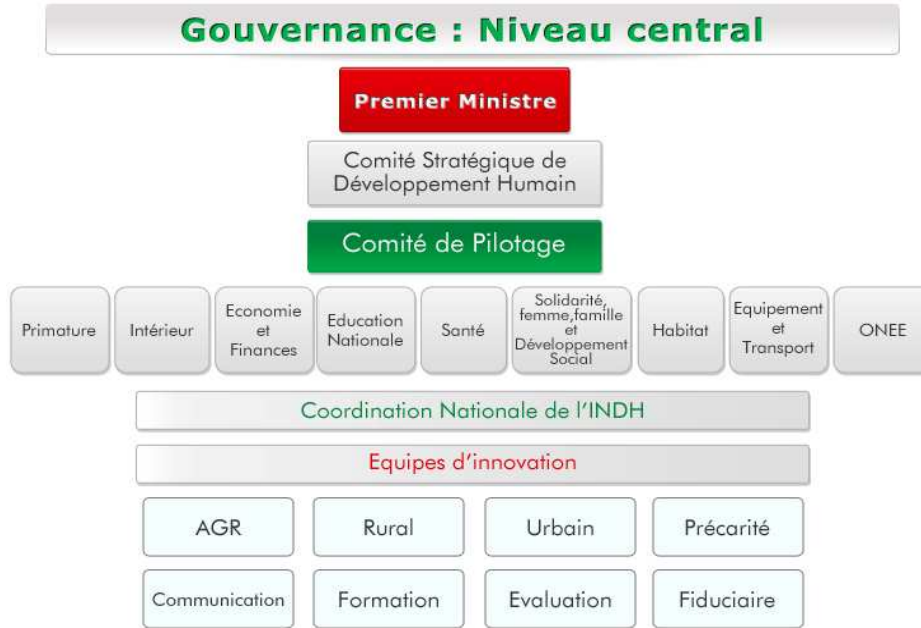 Gouvernance : Niveau central
Premier Ministre
Comité Stratégique de
Développement Humain
Comité de Pilotage
Primature
Intérieur
Economie
et
Finances
Education
Nationale
Santé
Solidarité,
femme,famille
et
Développement
Social
Habitat
Equipement
et
Transport
ONEE
Coordination Nationale de l'INDH
Equipes d'innovation
AGR
Rural
Urbain
Précarité
Communication
Formation
Evaluation
Fiduciaire